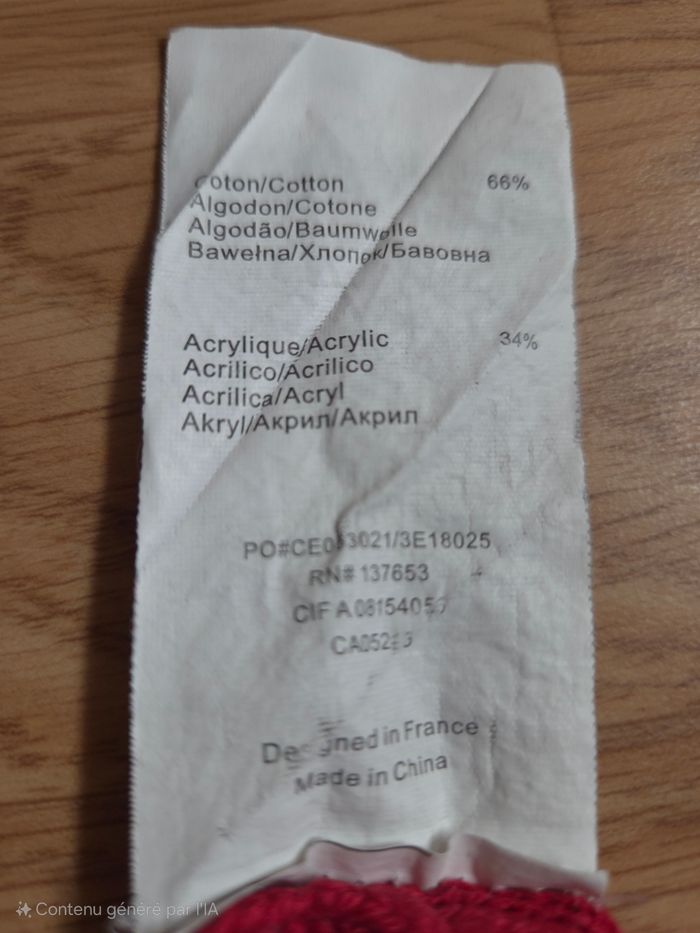 Coton/Cotton 66%
Algodon/Cotone
Algodão/Baumwolle
Bawełna/Хлопок/Бавовна
Acrylique/Acrylic 34%
Acrilico/Acrilico
Acrilica/Acryl
Akryl/Акрил/Акрил
RN# 137653
CIF
Designed in France
Made in China
Contenu généré par l'IA